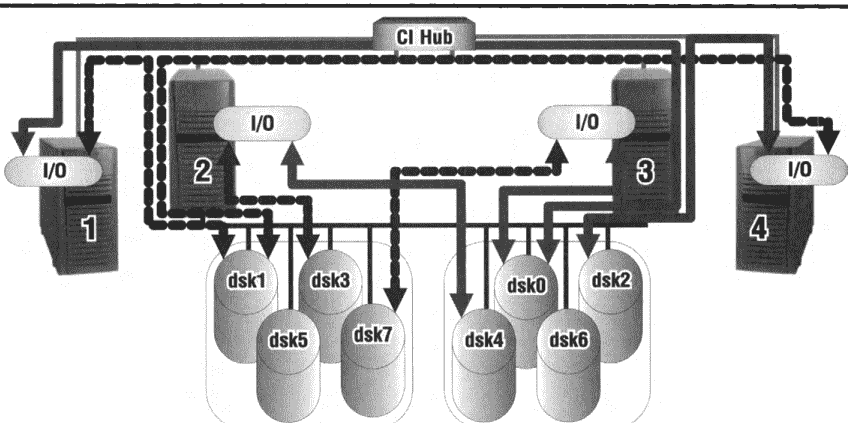 CI Hub
I/O
I/O
I/O
I/O
1
2
3
4
dsk1
dsk3
dsk0
dsk2
dsk5
dsk7
dsk4
dsk6